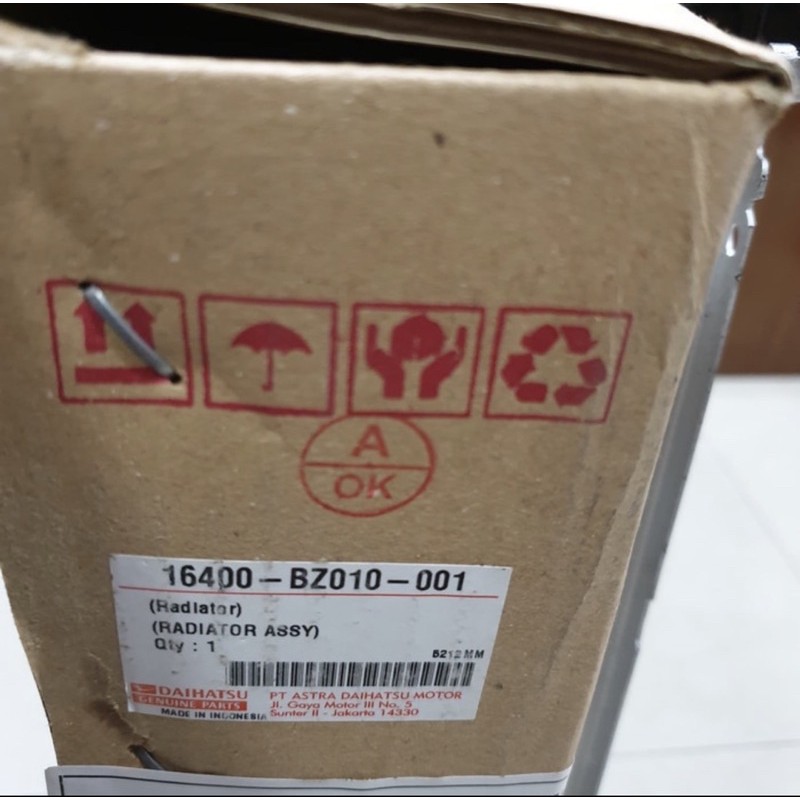 A
OK
16400-BZ010-001
(Radiator)
(RADIATOR ASSY)
Qty : 1
B212MM
DAIHATSU
GENUINE PARTS
MADE IN INDONESIA
PT ASTRA DAIHATSU MOTOR
Jl. Gaya Motor III No. 5
Sunter II - Jakarta 14330